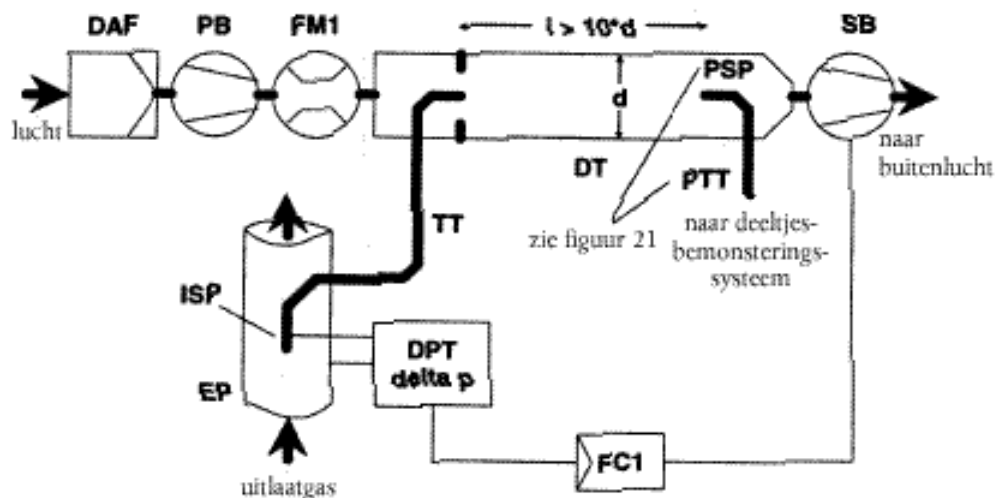 DAF
PB
FM1
l > 10*d
SB
lucht
d
PSP
naar
buitenlucht
DT
PTT
TT
zie figuur 21
naar deeltjes-
bemonsterings-
systeem
ISP
DPT
delta p
EP
FC1
uitlaatgas